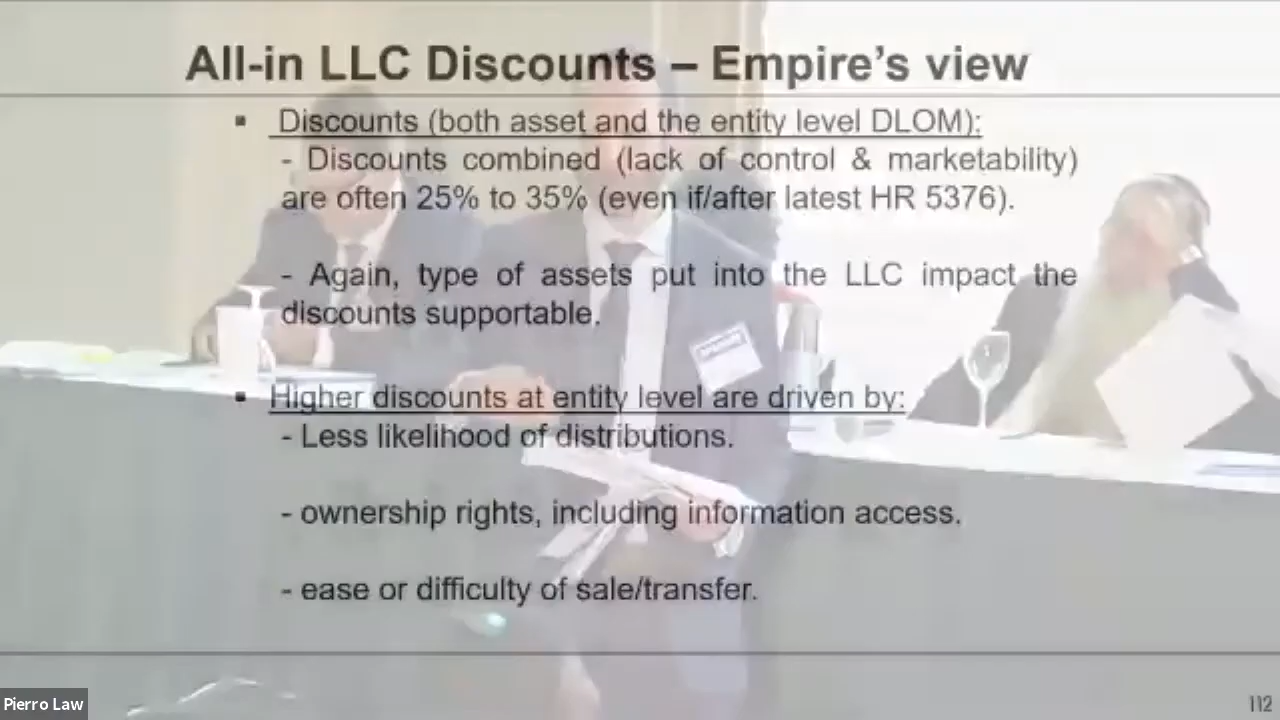 All-in LLC Discounts – Empire's view
▪ Discounts (both asset and the entity level DLOM):
- Discounts combined (lack of control & marketability)
are often 25% to 35% (even if/after latest HR 5376).
- Again, type of assets put into the LLC impact the
discounts supportable.
▪ Higher discounts at entity level are driven by:
- Less likelihood of distributions.
- ownership rights, including information access.
- ease or difficulty of sale/transfer.
Pierro Law
112